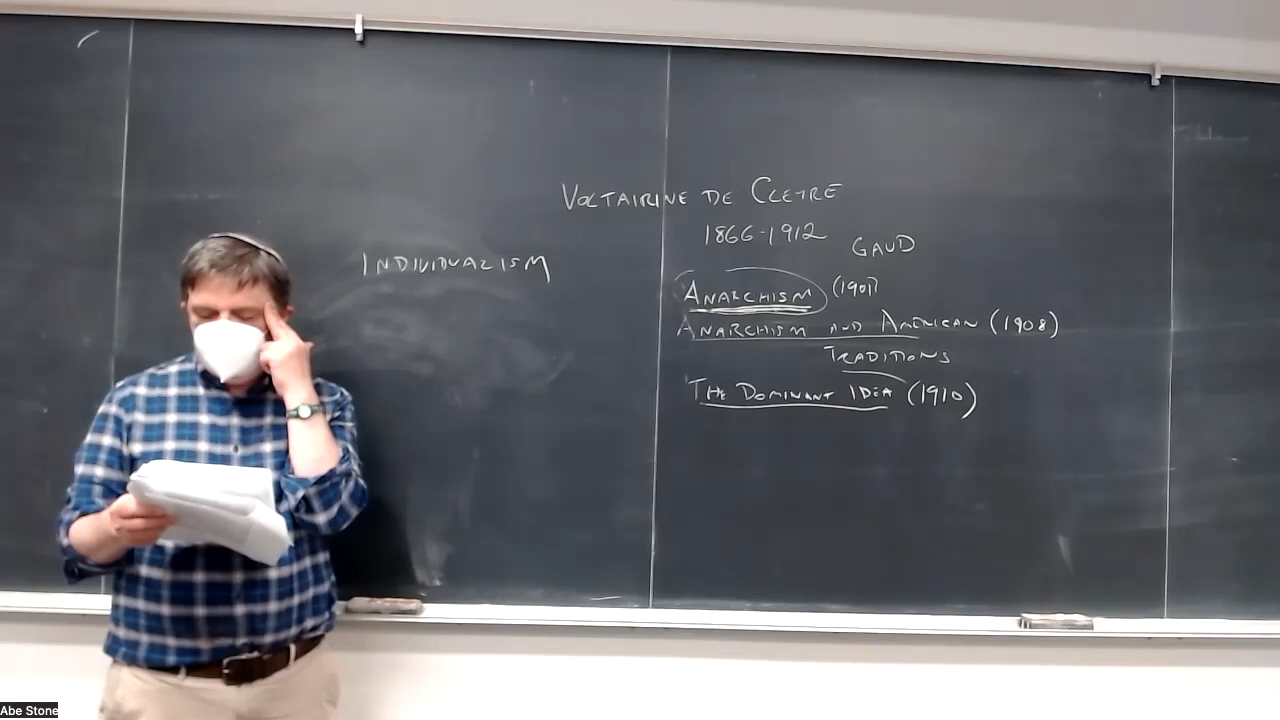 VOLTAIRINE DE CLEYRE
1866-1912
GAUD
INDIVIDUALISM
ANARCHISM (1901)
ANARCHISM AND AMERICAN (1908)
TRADITIONS
THE DOMINANT IDEA (1910)
Abe Stone